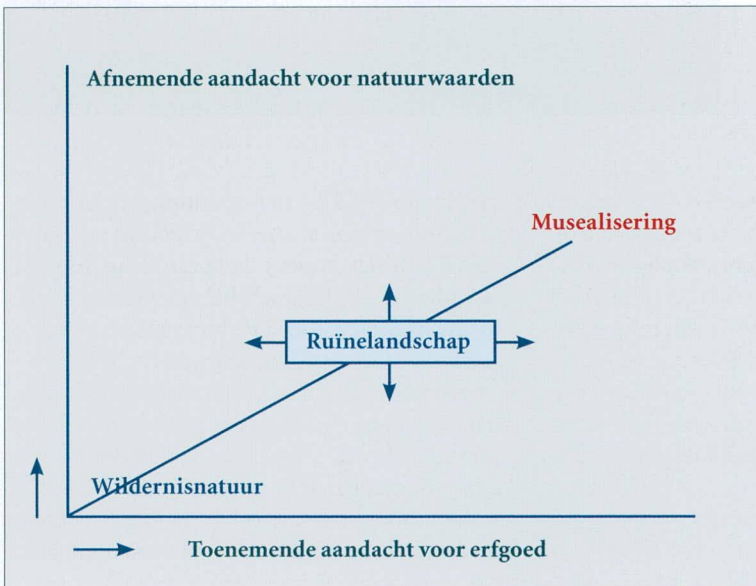 Afnemende aandacht voor natuurwaarden
Musealisering
Ruïnelandschap
Wildernisnatuur
Toenemende aandacht voor erfgoed